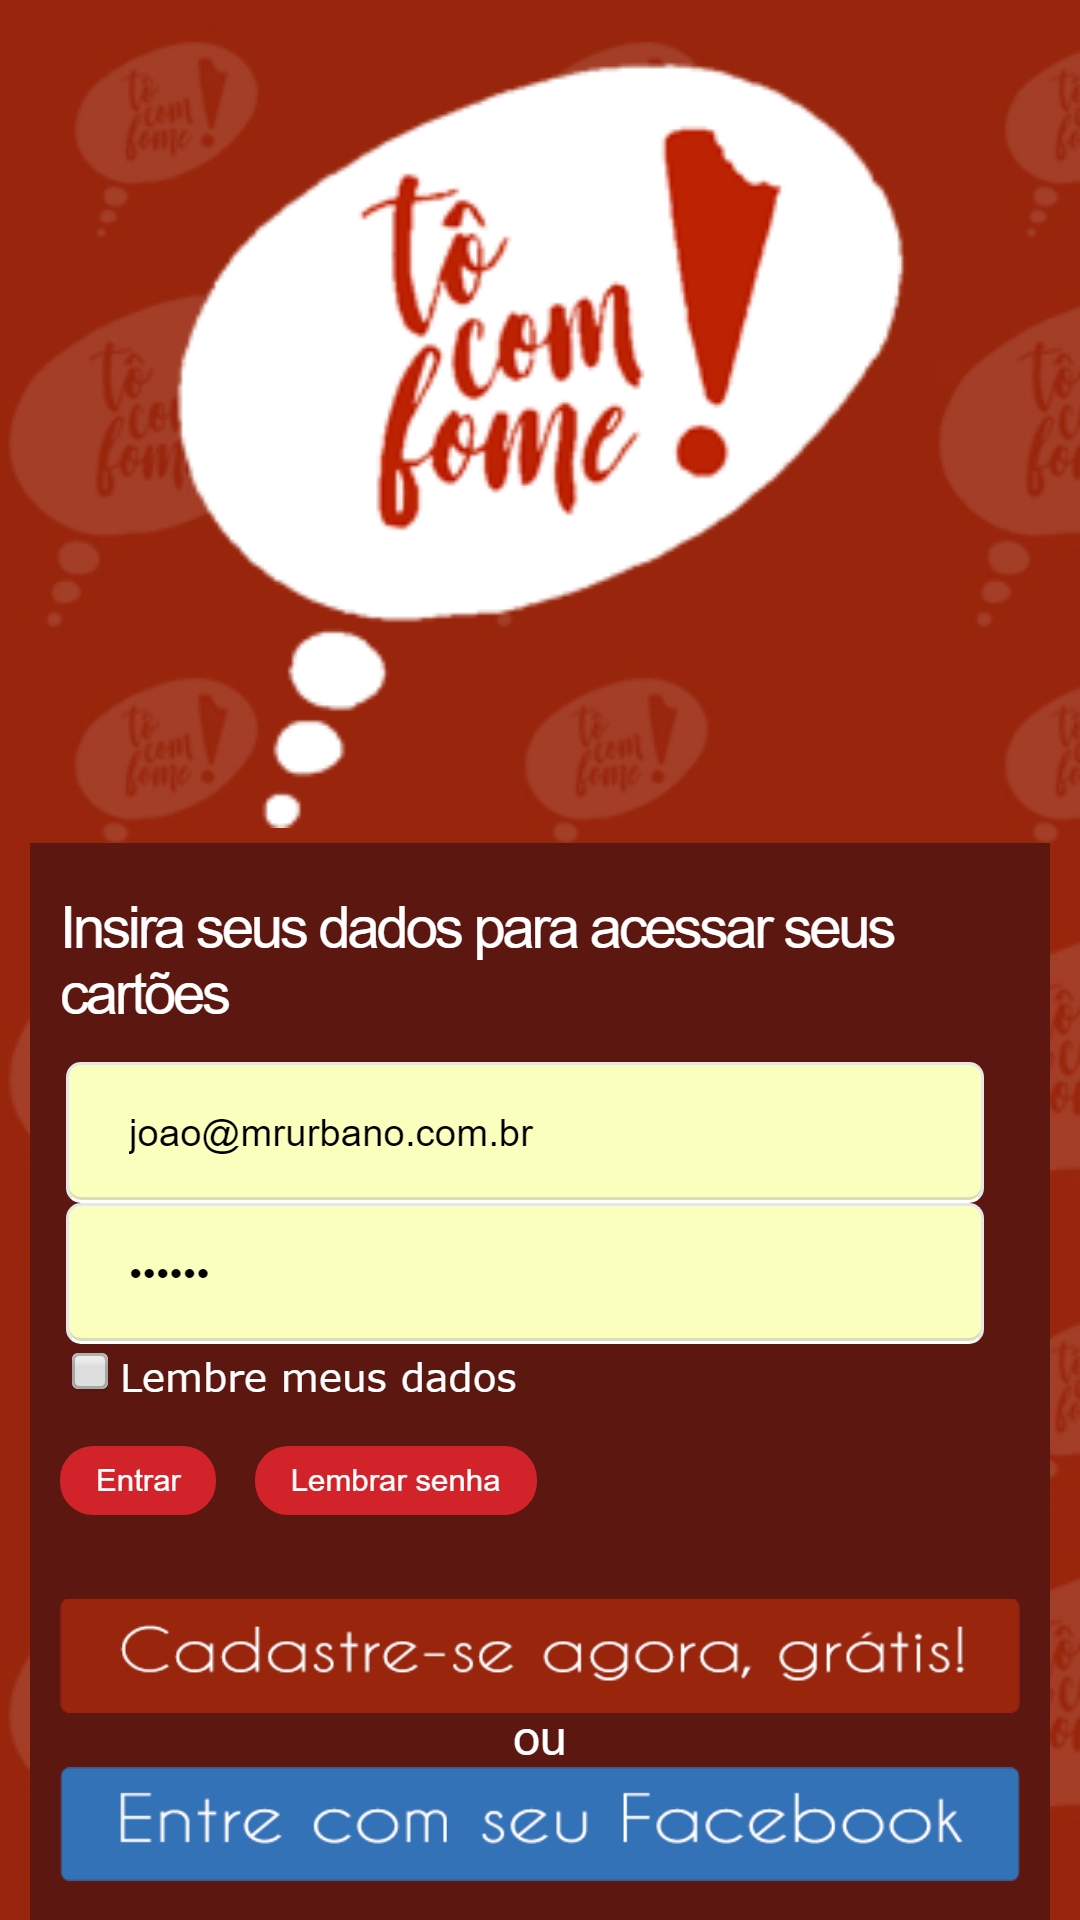 tô
com
fome!
Insira seus dados para acessar seus
cartões
joao@mrurbano.com.br
••••••
Lembre meus dados
Entrar
Lembrar senha
Cadastre-se agora, grátis!
ou
Entre com seu Facebook